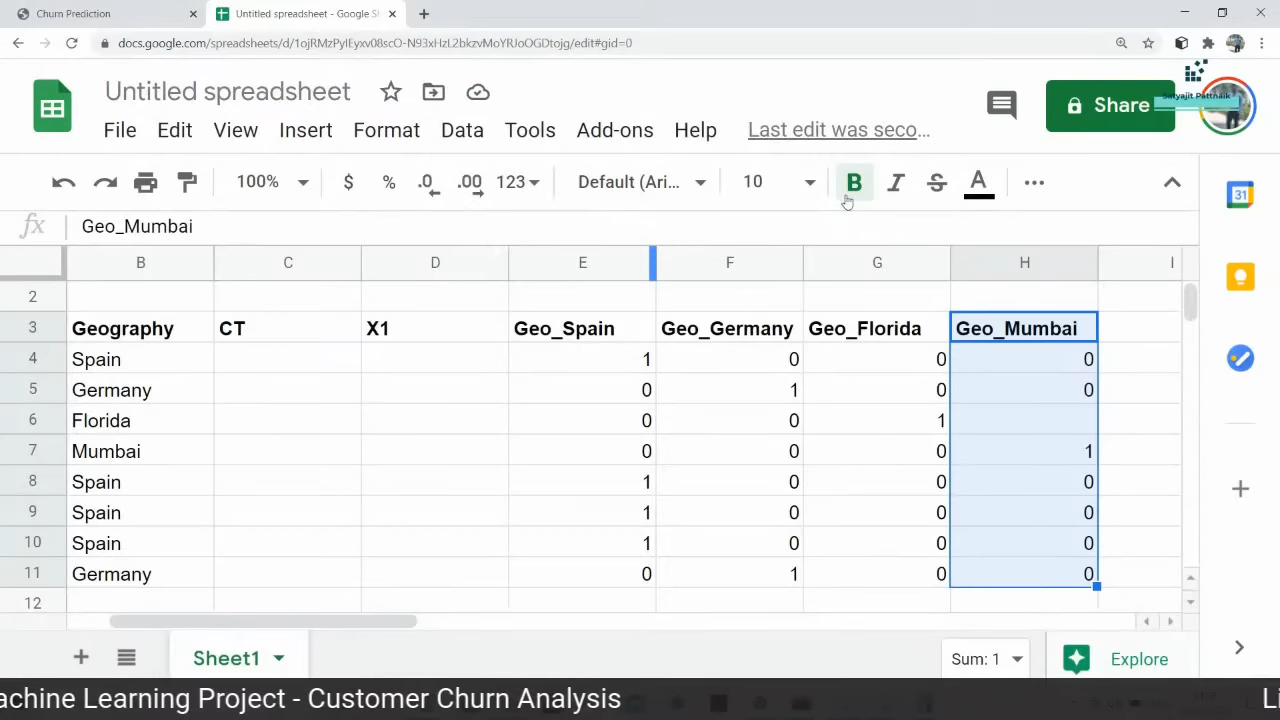 Churn Prediction × Untitled spreadsheet - Google S × +
docs.google.com/spreadsheets/d/1ojRMzPyIEyxv08scO-N93xHzL2bkzvMoYRJoOGDtojg/edit#gid=0
Untitled spreadsheet
Share
Satyajit Pattnaik
File Edit View Insert Format Data Tools Add-ons Help Last edit was seco…
100% $ % .0 .00 123 Default (Ari... 10 B I S A
31
fx Geo_Mumbai
B C D E F G H I
2
3 Geography CT X1 Geo_Spain Geo_Germany Geo_Florida Geo_Mumbai
4 Spain 1 0 0 0
5 Germany 0 1 0 0
6 Florida 0 0 1
7 Mumbai 0 0 0 1
8 Spain 1 0 0 0
9 Spain 1 0 0 0
10 Spain 1 0 0 0
11 Germany 0 1 0 0
12
Sheet1 Sum: 1 Explore
achine Learning Project - Customer Churn Analysis Li